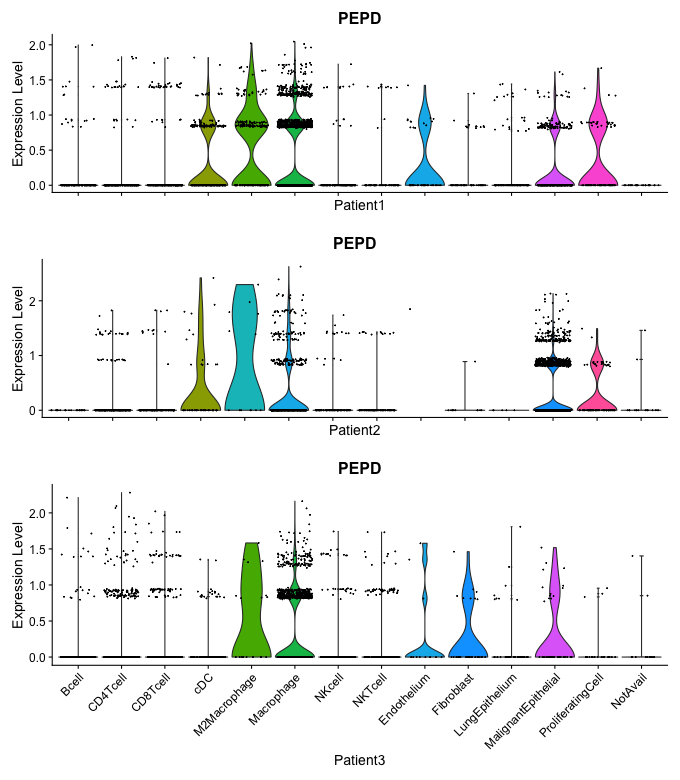 PEPD
Expression Level
2.0
1.5
1.0
0.5
0.0
Patient1
PEPD
Expression Level
2
1
0
Patient2
PEPD
Expression Level
2.0
1.5
1.0
0.5
0.0
Bcell
CD4Tcell
CD8Tcell
cDC
M2Macrophage
Macrophage
NKcell
NKTcell
Endothelium
Fibroblast
LungEpithelium
MalignantEpithelial
ProliferatingCell
NotAvail
Patient3